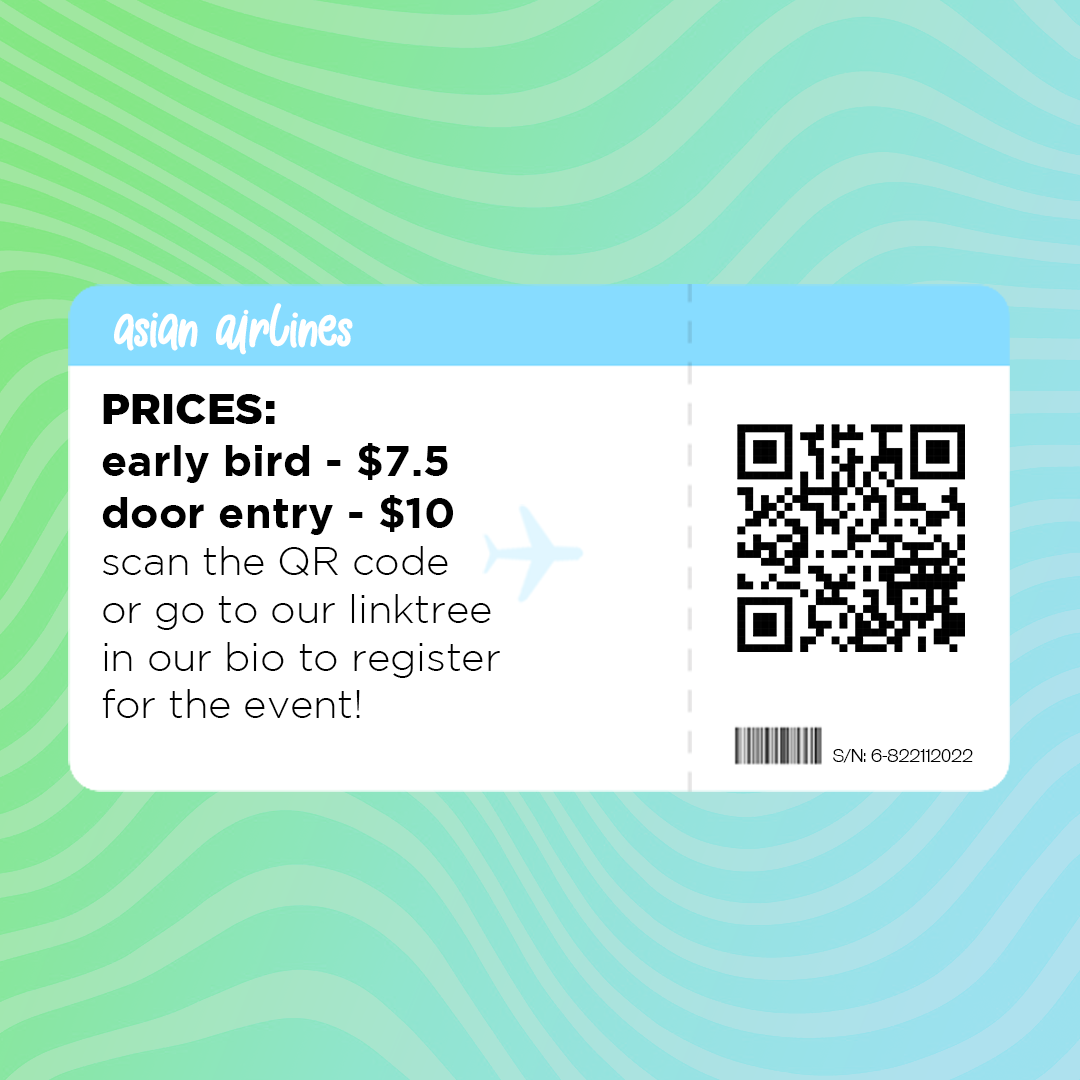 asian airlines
PRICES:
early bird - $7.5
door entry - $10
scan the QR code
or go to our linktree
in our bio to register
for the event!
S/N: 6-822112022